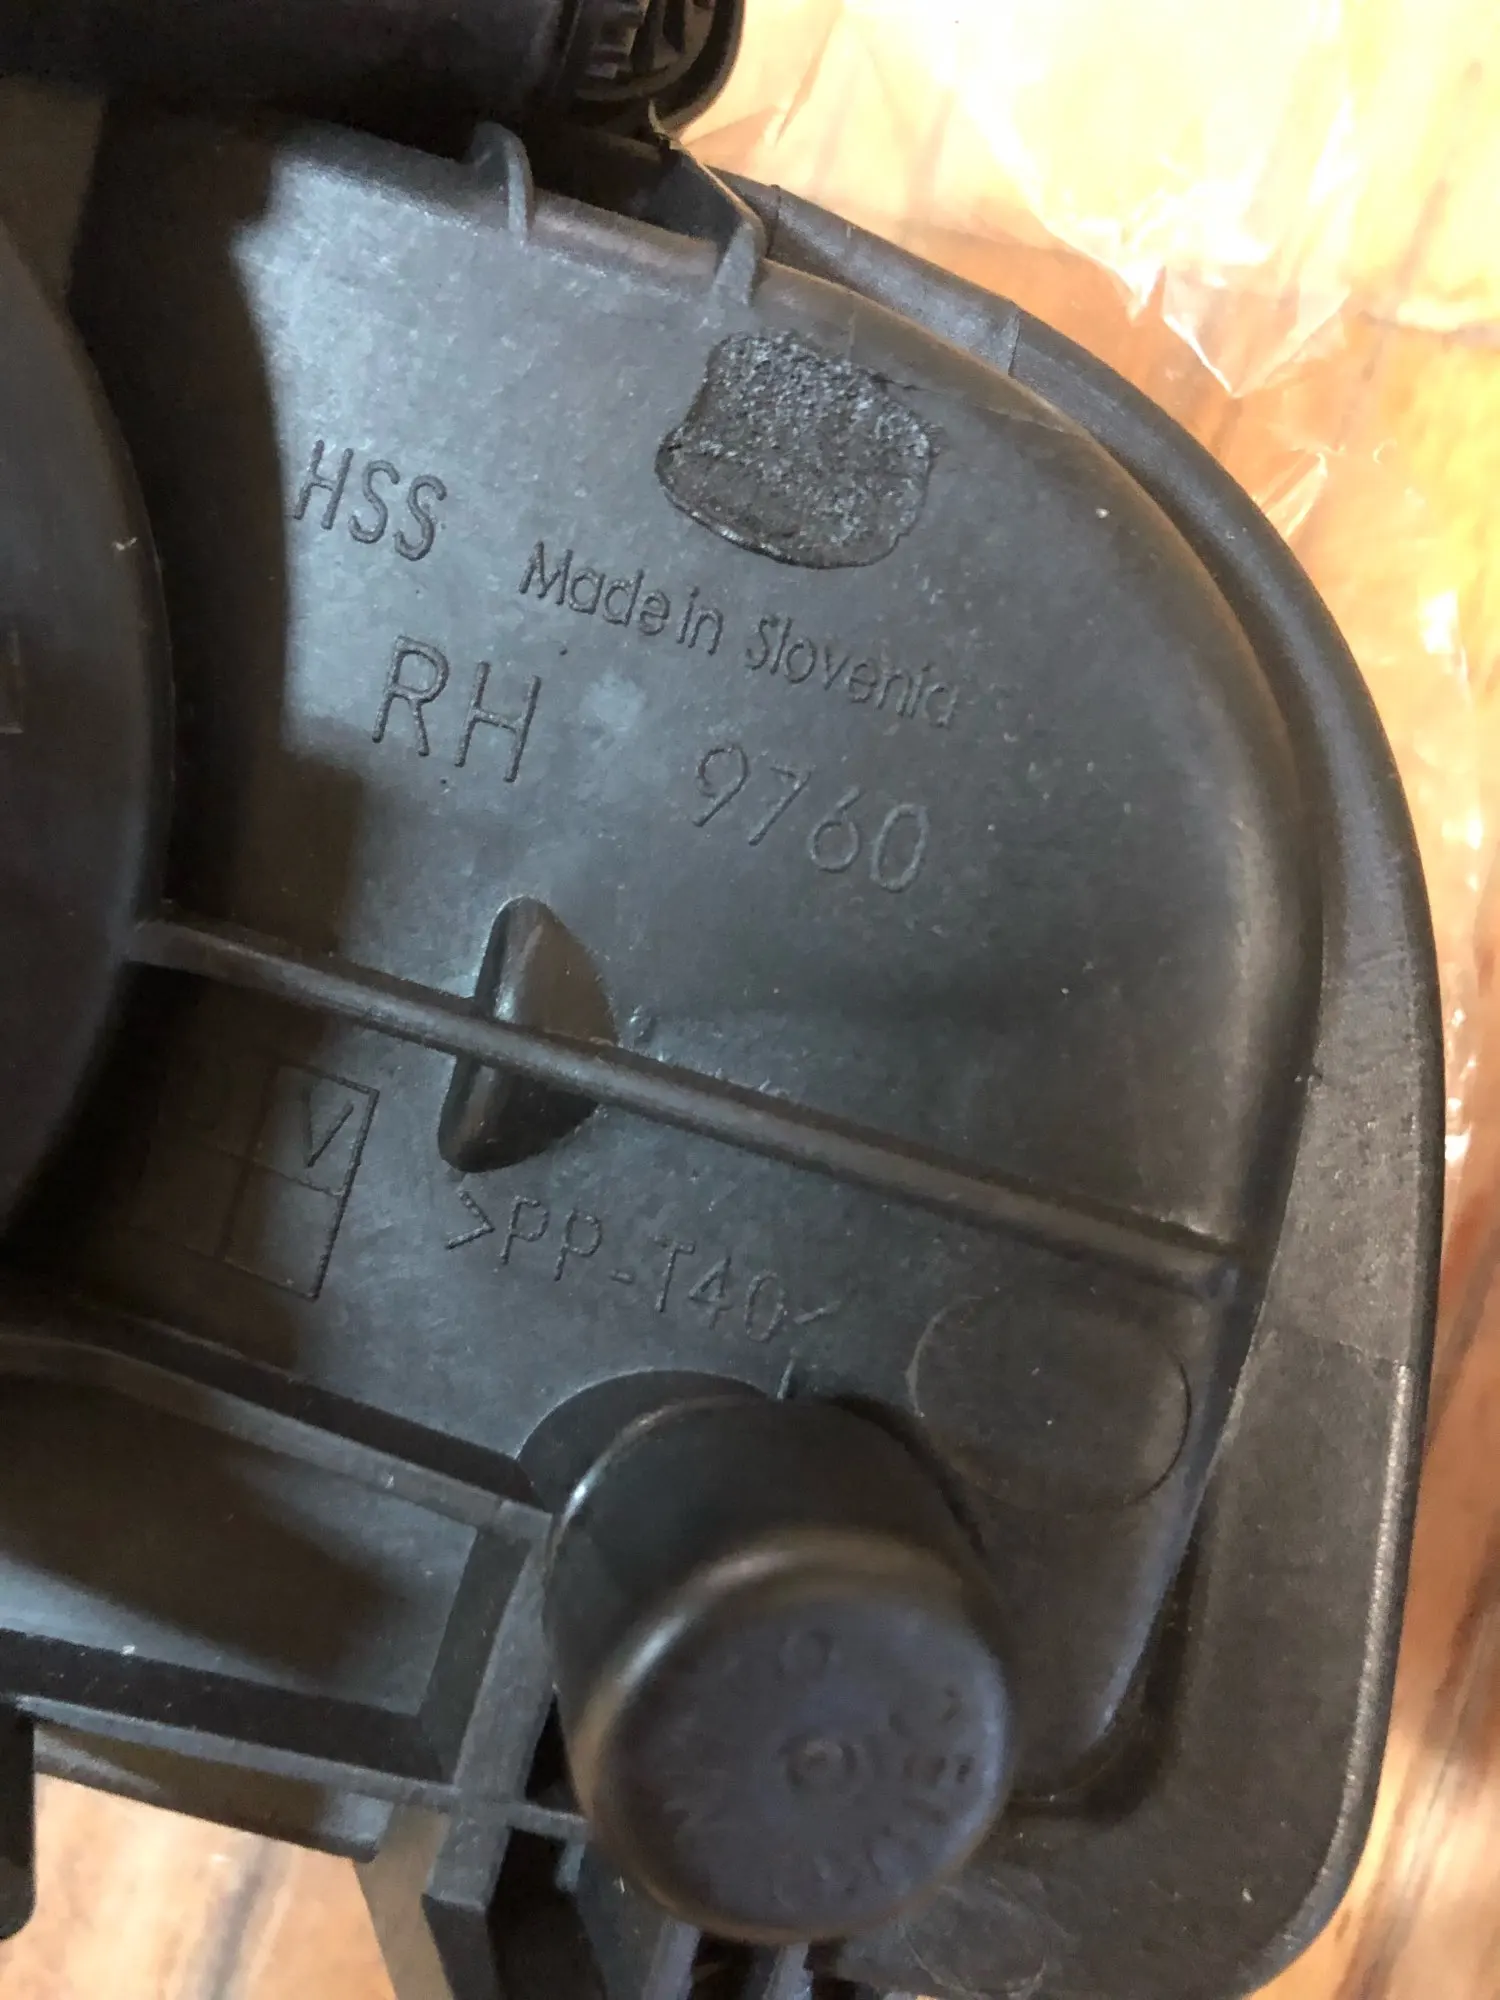 HSS
Made in Slovenia
RH 9760
V
>PP-T40<